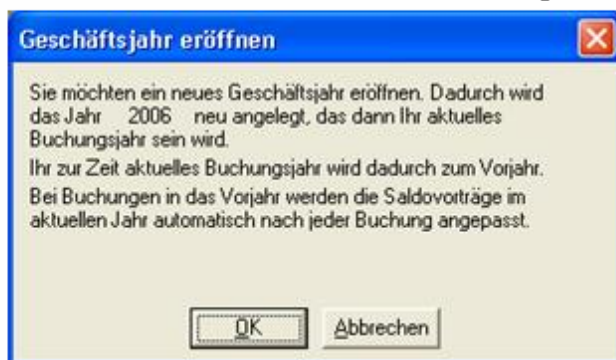 Geschäftsjahr eröffnen
Sie möchten ein neues Geschäftsjahr eröffnen. Dadurch wird
das Jahr 2006 neu angelegt, das dann Ihr aktuelles
Buchungsjahr sein wird.
Ihr zur Zeit aktuelles Buchungsjahr wird dadurch zum Vorjahr.
Bei Buchungen in das Vorjahr werden die Saldovorträge im
aktuellen Jahr automatisch nach jeder Buchung angepasst.
OK Abbrechen